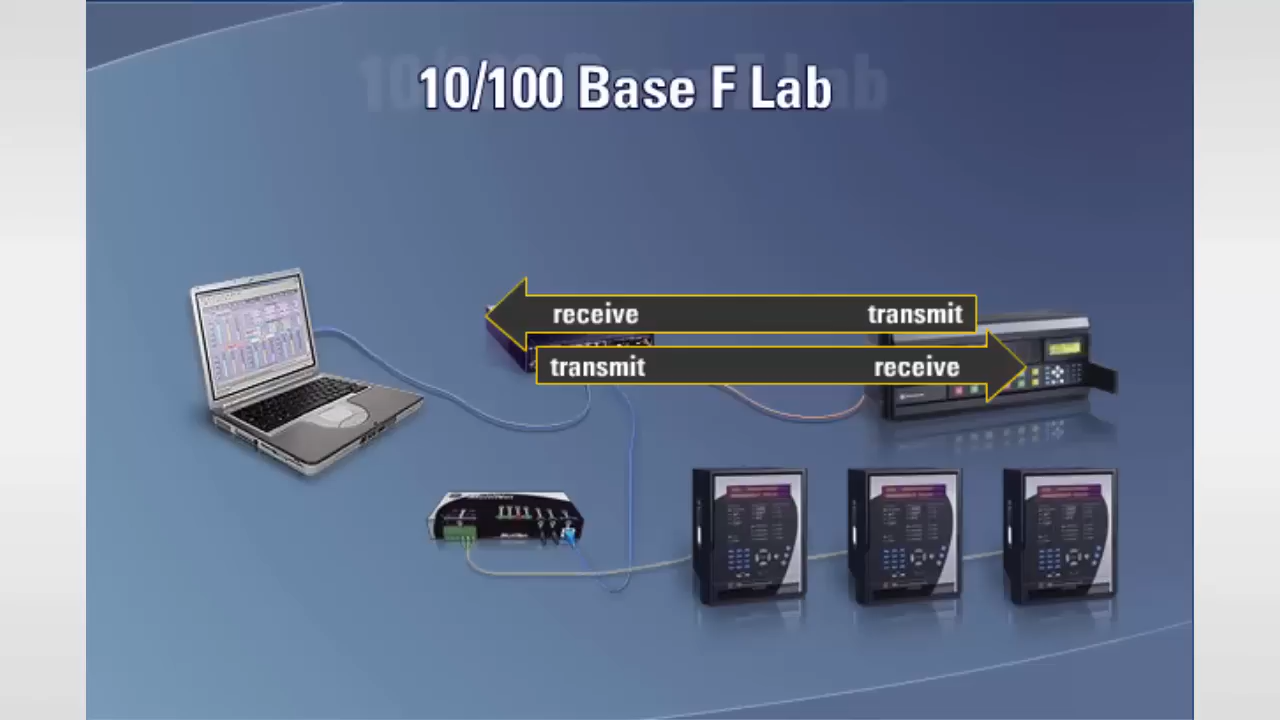 10/100 Base F Lab
receive transmit
transmit receive